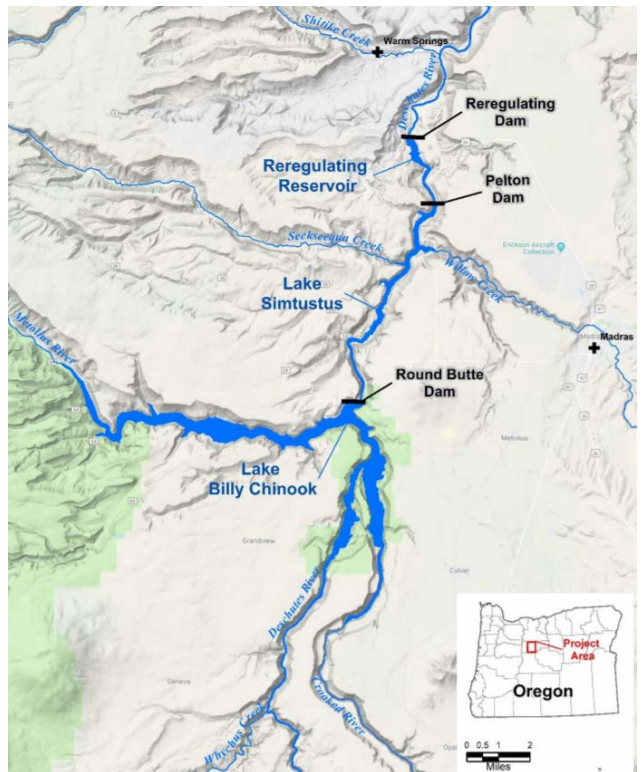 Shitike Creek
Warm Springs
Deschutes River
Reregulating
Dam
Reregulating
Reservoir
Pelton
Dam
Seekseequa Creek
Erickson Aircraft
Collection
Willow Creek
Lake
Simtustus
Metolius River
Madras
Madras
Round Butte
Dam
Metolius
Lake
Billy Chinook
Grandview
Culver
Deschutes River
Geneva
Crooked River
Whychus Creek
Project
Area
Oregon
0 0.5 1 2
Miles